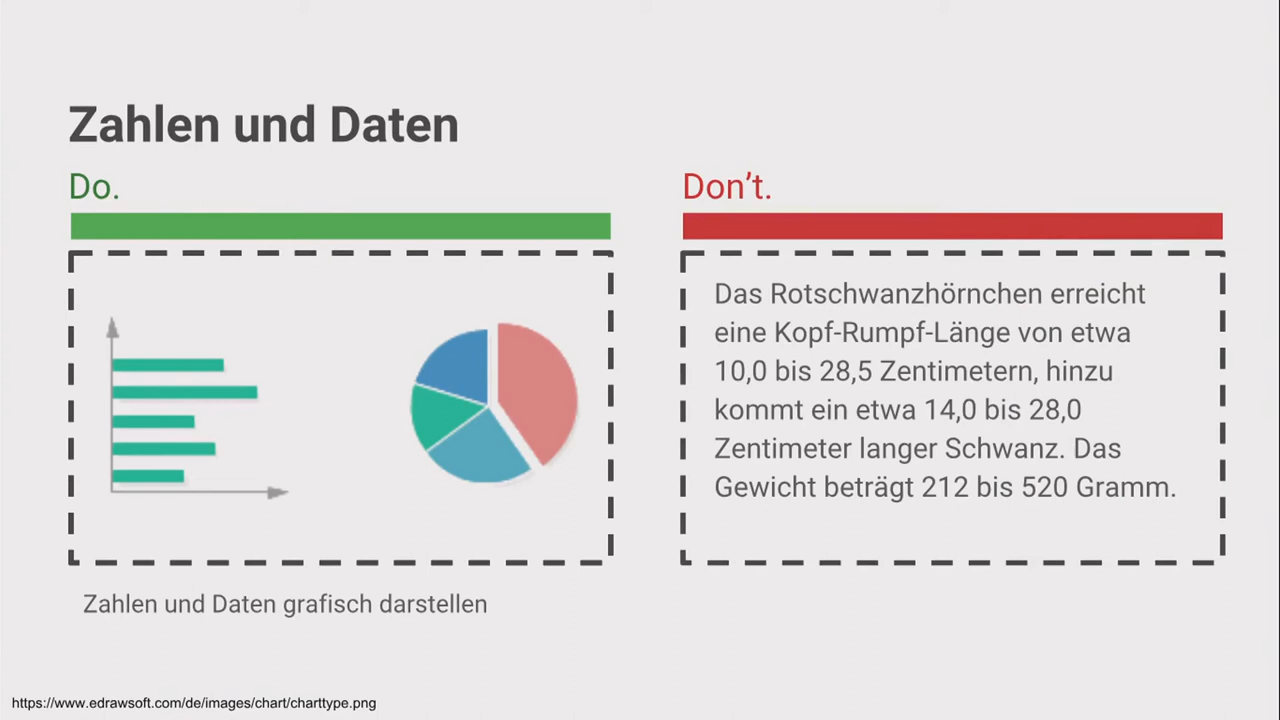 Zahlen und Daten
Do.
Don’t.
Das Rotschwanzhörnchen erreicht
eine Kopf-Rumpf-Länge von etwa
10,0 bis 28,5 Zentimetern, hinzu
kommt ein etwa 14,0 bis 28,0
Zentimeter langer Schwanz. Das
Gewicht beträgt 212 bis 520 Gramm.
Zahlen und Daten grafisch darstellen
https://www.edrawsoft.com/de/images/chart/charttype.png